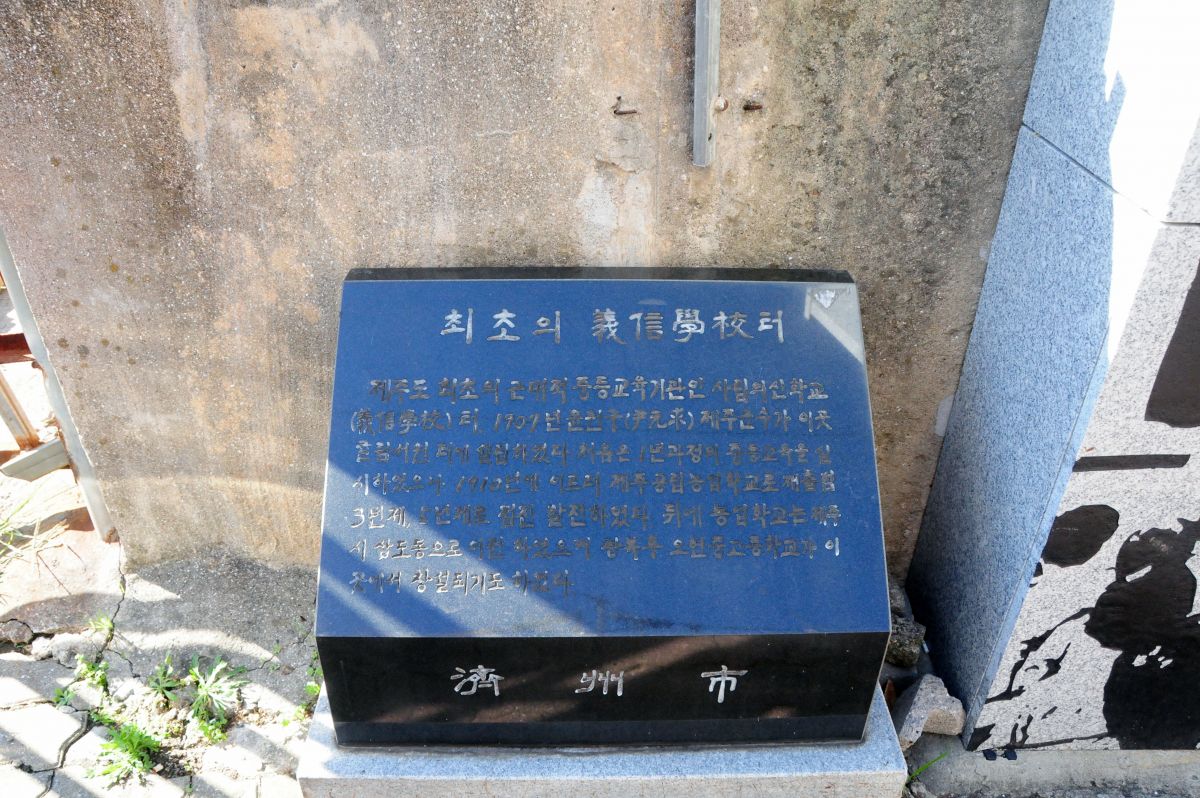 최초의 義信學校터
제주도 최초의 근대적 중등교육기관인 사립의신학교
(義信學校) 터. 1907년 윤원구(尹元求) 제주군수가 이곳
귤림서원 터에 설립하였다. 처음은 1년과정의 중등교육을 실
시하였으나 1910년에 이르러 제주공립농업학교로 재출범
3년제, 5년제로 점진 발전하였다. 뒤에 농업학교는 제주
시 삼도동으로 이전 하였으며 광복후 오현중고등학교가 이
곳에서 창설되기도 하였다.
濟州市